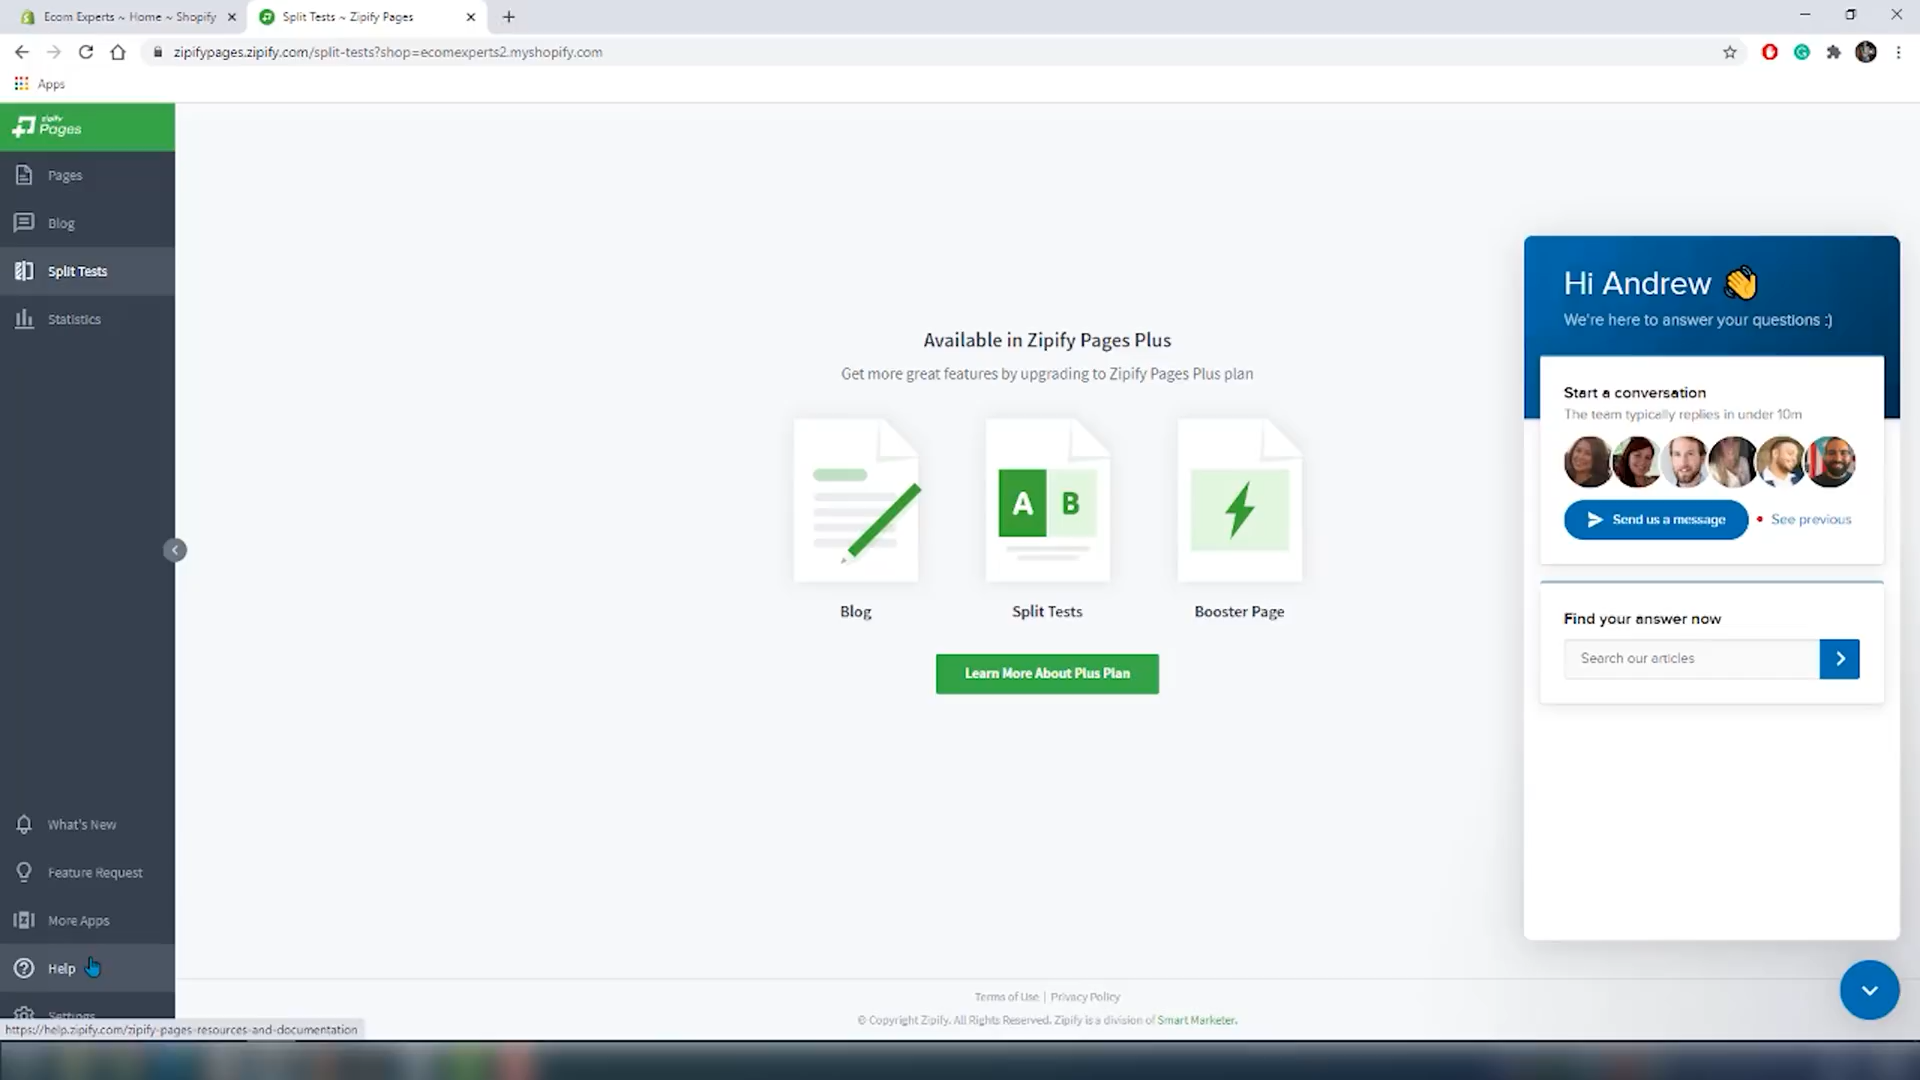 Ecom Experts ~ Home ~ Shopify
Split Tests ~ Zipify Pages
zipifypages.zipify.com/split-tests?shop=ecomexperts2.myshopify.com
Apps
zipify
Pages
Pages
Blog
Split Tests
Statistics
Available in Zipify Pages Plus
Get more great features by upgrading to Zipify Pages Plus plan
A B
Blog
Split Tests
Booster Page
Learn More About Plus Plan
Hi Andrew 👋
We're here to answer your questions :)
Start a conversation
The team typically replies in under 10m
Send us a message
See previous
Find your answer now
Search our articles
What's New
Feature Request
More Apps
Help
Settings
https://help.zipify.com/zipify-pages-resources-and-documentation
Terms of Use | Privacy Policy
© Copyright Zipify. All Rights Reserved. Zipify is a division of Smart Marketer.